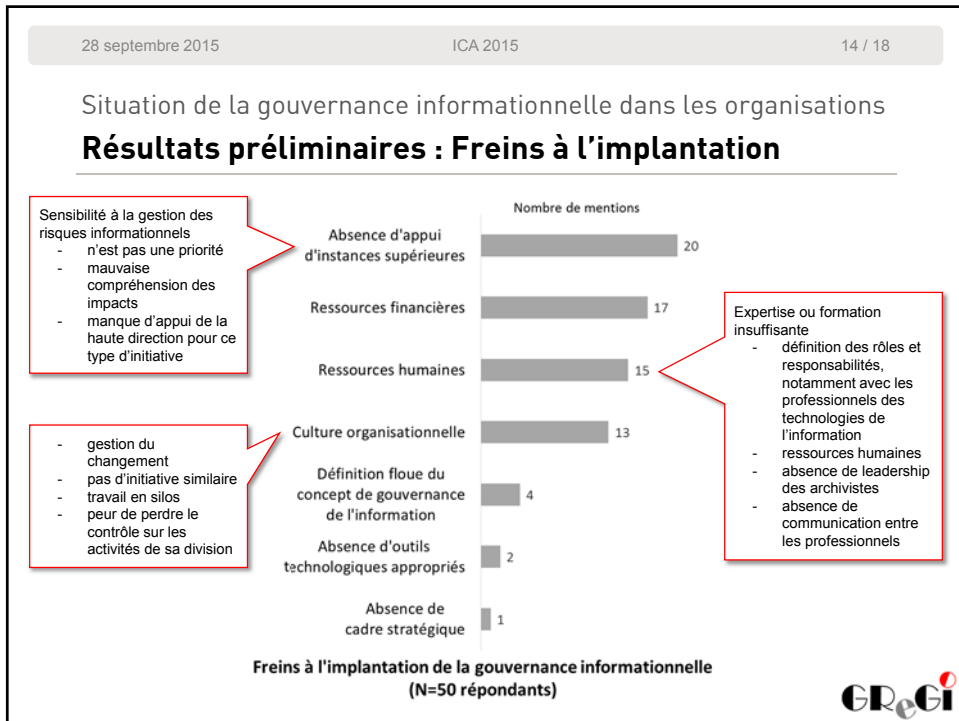 28 septembre 2015 ICA 2015 14 / 18
Situation de la gouvernance informationnelle dans les organisations
Résultats préliminaires : Freins à l'implantation
Sensibilité à la gestion des
risques informationnels
- n'est pas une priorité
- mauvaise
compréhension des
impacts
- manque d'appui de la
haute direction pour ce
type d'initiative
- gestion du
changement
- pas d'initiative similaire
- travail en silos
- peur de perdre le
contrôle sur les
activités de sa division
Nombre de mentions
Absence d'appui
d'instances supérieures
20
Ressources financières
17
Ressources humaines
15
Culture organisationnelle
13
Définition floue du
concept de gouvernance
de l'information
4
Absence d'outils
technologiques appropriés
2
Absence de
cadre stratégique
1
Expertise ou formation
insuffisante
- définition des rôles et
responsabilités,
notamment avec les
professionnels des
technologies de
l'information
- ressources humaines
- absence de leadership
des archivistes
- absence de
communication entre
les professionnels
Freins à l'implantation de la gouvernance informationnelle
(N=50 répondants)
GReGi